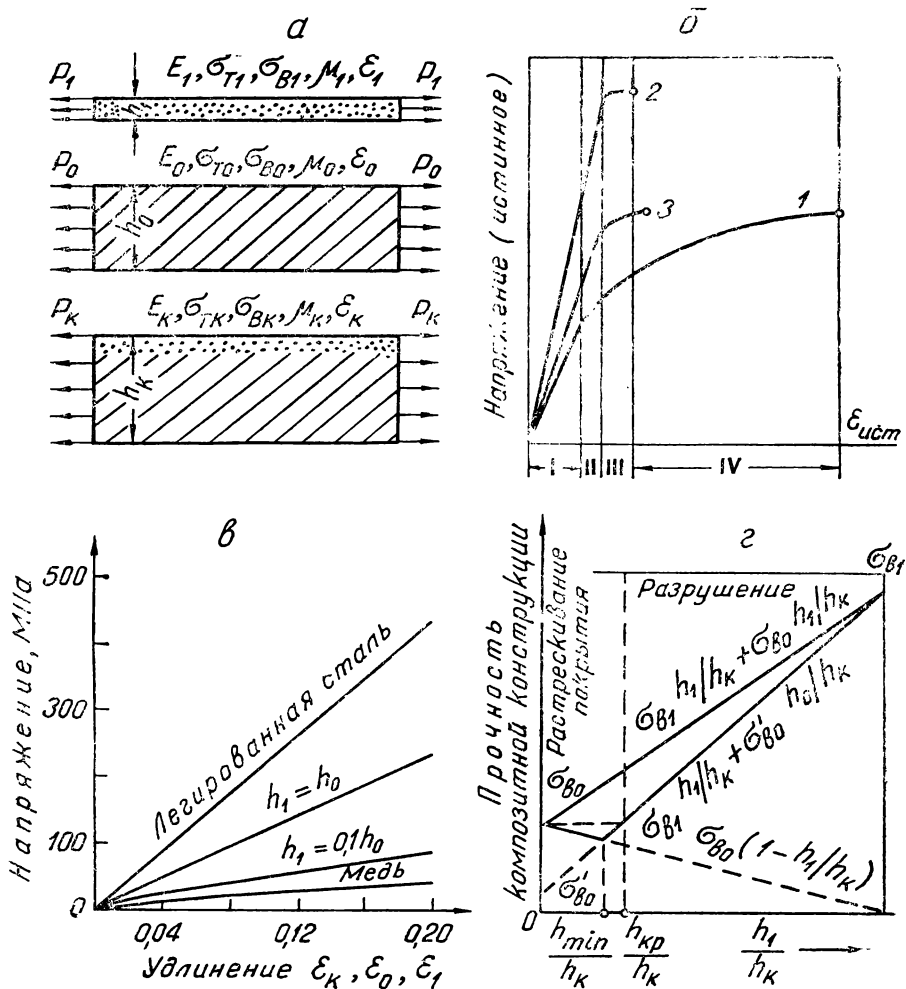 а
P₁ E₁, σT1, σB1, μ₁, ε₁ P₁
h₁
P₀ E₀, σT0, σB0, μ₀, ε₀ P₀
h₀
Pк Eк, σTК, σBК, μк, εк Pк
hк
б
Напряжение (истинное)
2
3
1
εист
I II III IV
в
Напряжение, МПа
500
300
100
0
Легированная сталь
h₁ = h₀
h₁ = 0,1h₀
медь
0,04 0,12 0,20
Удлинение εк, ε₀, ε₁
г
Прочность
композитной конструкции
Растрескивание
покрытия
Разрушение
σB1
σB1 h₁/hк + σB0 h₁/hк
σB1 h₁/hк + σ'B0 h₀/hк
σB0
σB0(1 - h₁/hк)
σ'B0
0
hmin/hк hкр/hк h₁/hк